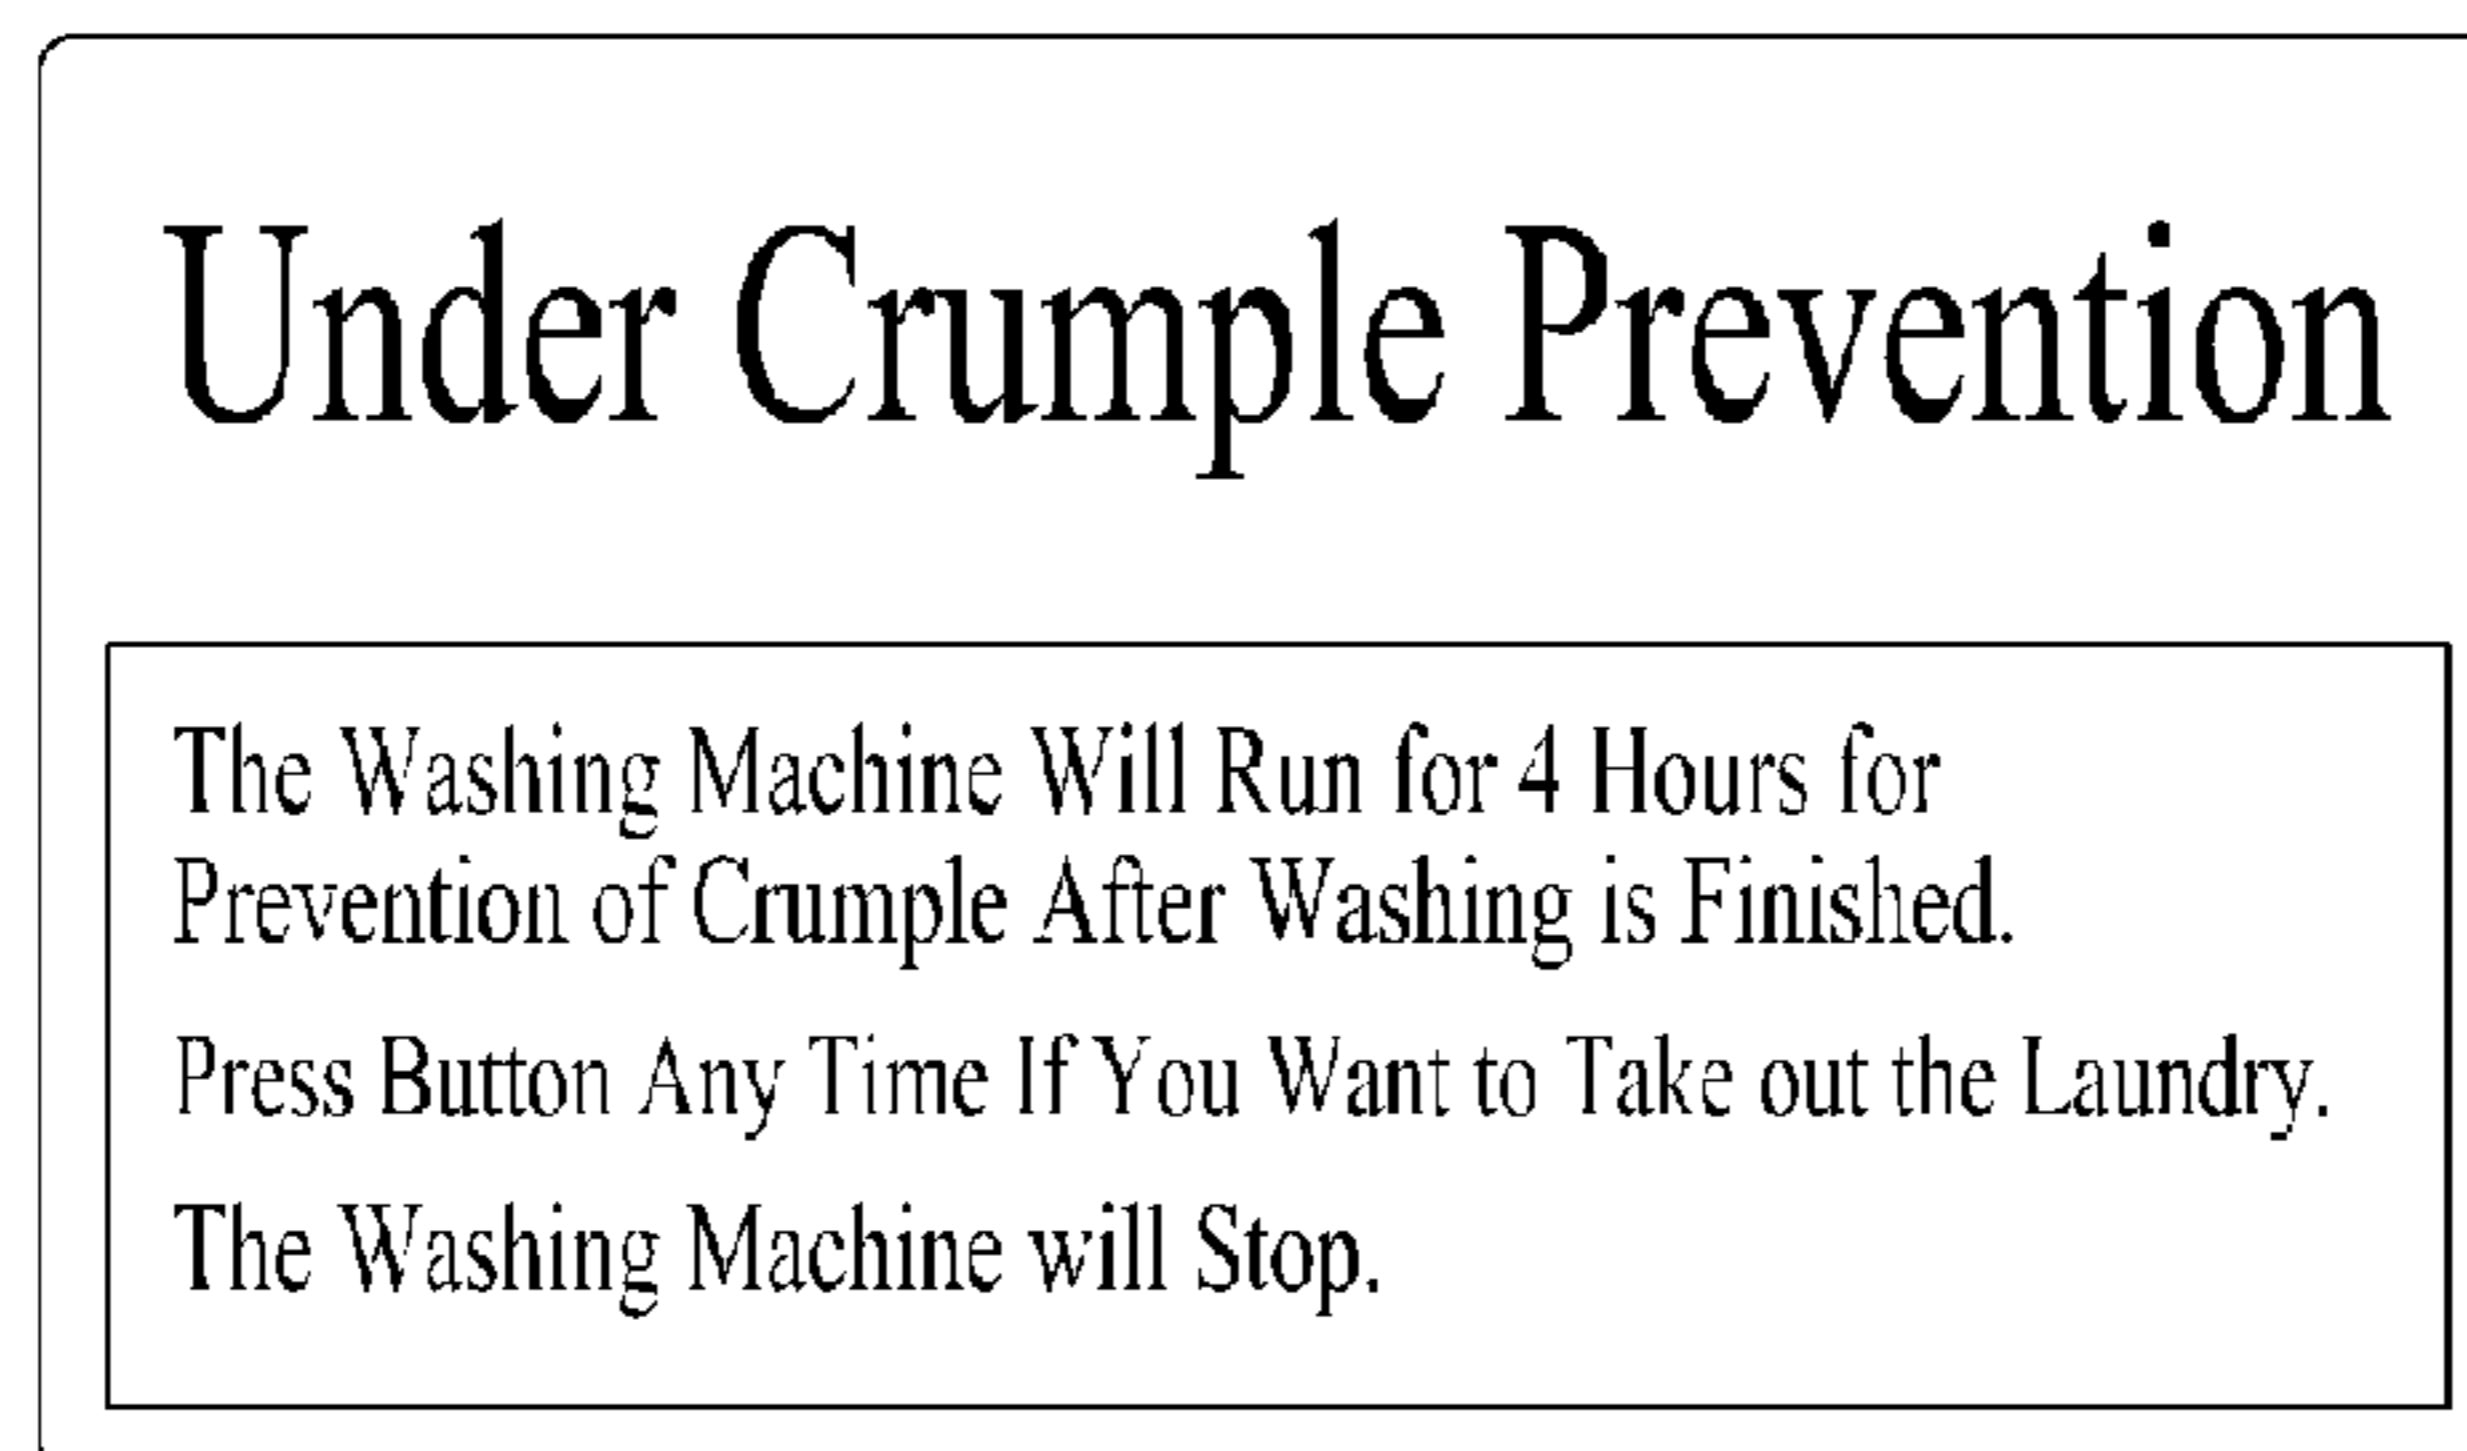 Under Crumple Prevention
The Washing Machine Will Run for 4 Hours for
Prevention of Crumple After Washing is Finished.
Press Button Any Time If You Want to Take out the Laundry.
The Washing Machine will Stop.